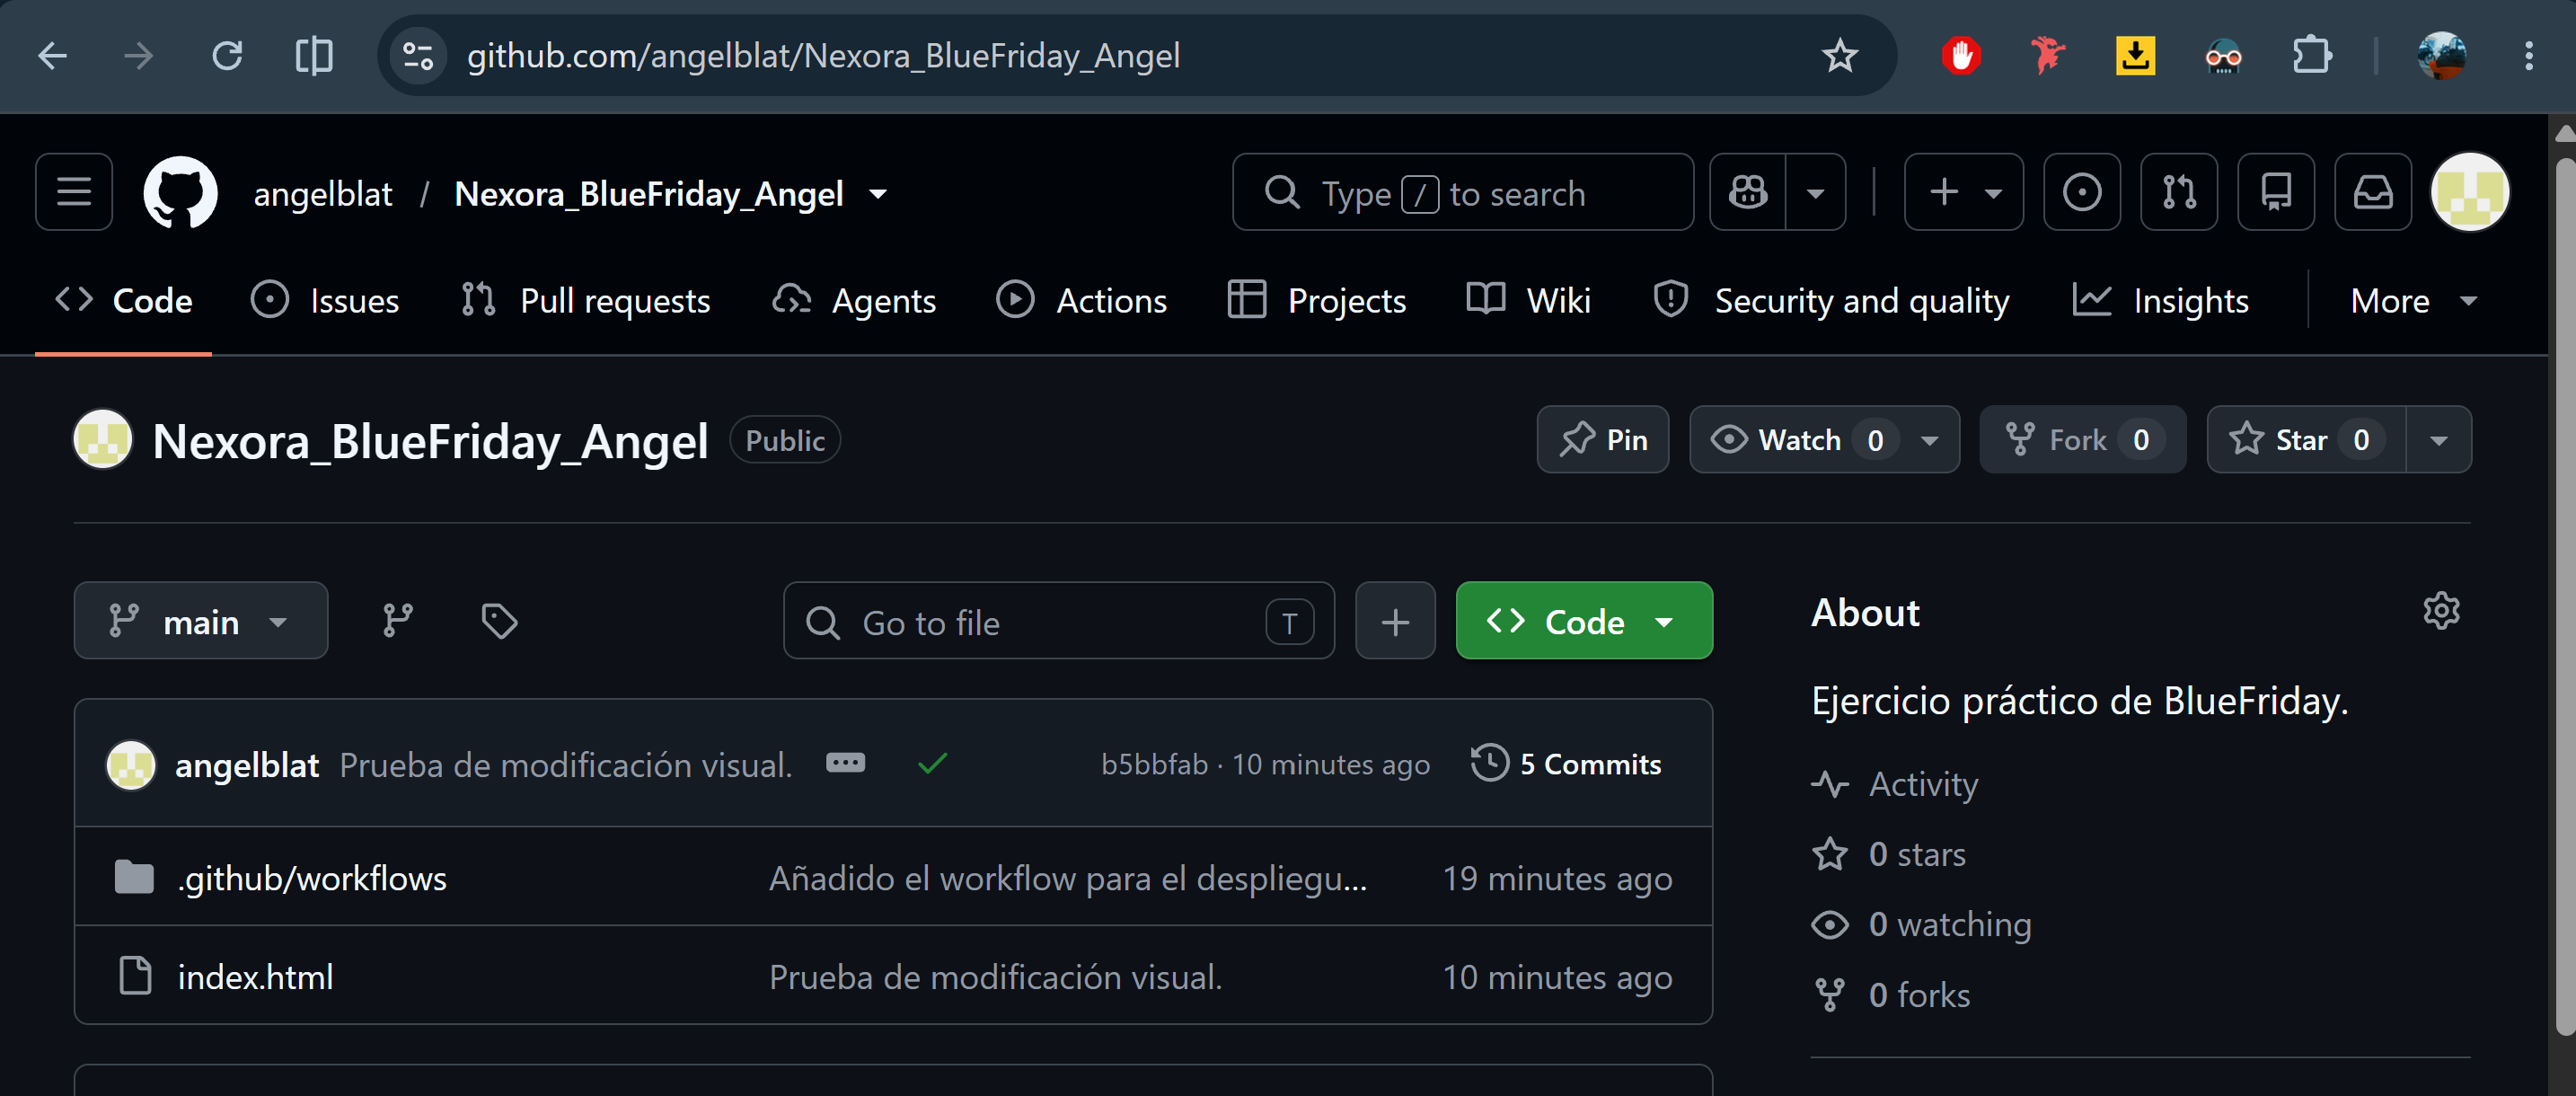 github.com/angelblat/Nexora_BlueFriday_Angel
angelblat / Nexora_BlueFriday_Angel
Type / to search
Code Issues Pull requests Agents Actions Projects Wiki Security and quality Insights More
Nexora_BlueFriday_Angel Public
Pin Watch 0 Fork 0 Star 0
main Go to file T Code
angelblat Prueba de modificación visual. b5bbfab · 10 minutes ago 5 Commits
.github/workflows Añadido el workflow para el despliegu... 19 minutes ago
index.html Prueba de modificación visual. 10 minutes ago
About
Ejercicio práctico de BlueFriday.
Activity
0 stars
0 watching
0 forks